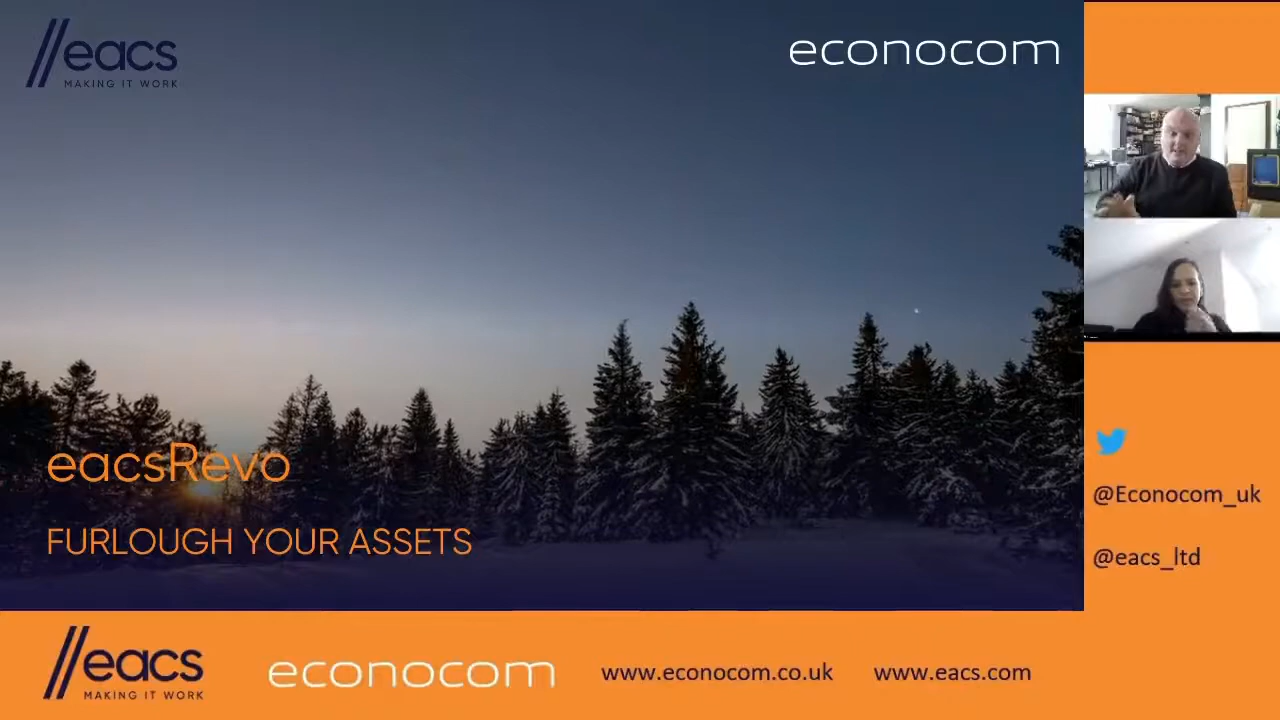 //eacs
MAKING IT WORK
econocom
eacsRevo
FURLOUGH YOUR ASSETS
@Econocom_uk
@eacs_ltd
//eacs
MAKING IT WORK
econocom
www.econocom.co.uk
www.eacs.com